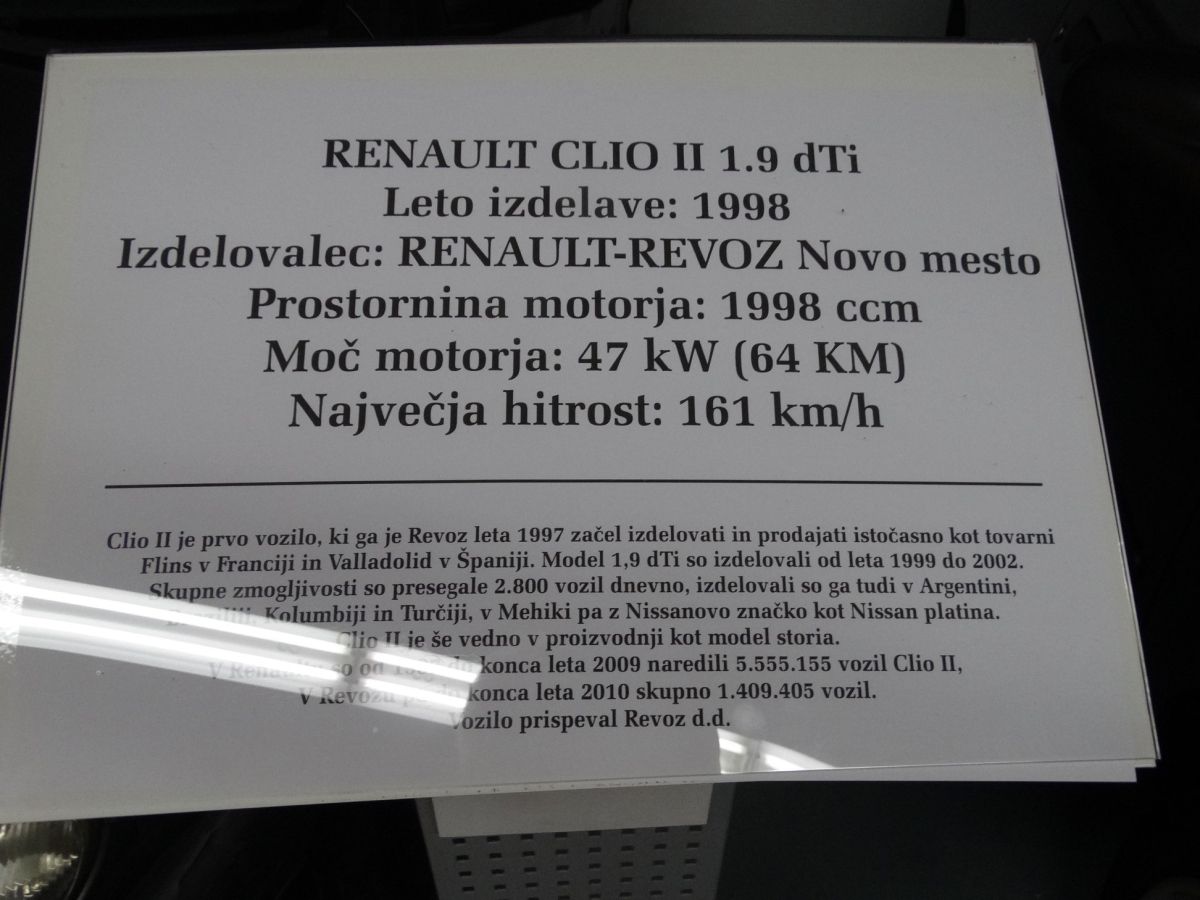 RENAULT CLIO II 1.9 dTi
Leto izdelave: 1998
Izdelovalec: RENAULT-REVOZ Novo mesto
Prostornina motorja: 1998 ccm
Moč motorja: 47 kW (64 KM)
Največja hitrost: 161 km/h
Clio II je prvo vozilo, ki ga je Revoz leta 1997 začel izdelovati in prodajati istočasno kot tovarni
Flins v Franciji in Valladolid v Španiji. Model 1,9 dTi so izdelovali od leta 1999 do 2002.
Skupne zmogljivosti so presegale 2.800 vozil dnevno, izdelovali so ga tudi v Argentini,
Braziliji, Kolumbiji in Turčiji, v Mehiki pa z Nissanovo značko kot Nissan platina.
Clio II je še vedno v proizvodnji kot model storia.
V Renaultu so od do konca leta 2009 naredili 5.555.155 vozil Clio II,
V Revozu do konca leta 2010 skupno 1.409.405 vozil.
Vozilo prispeval Revoz d.d.